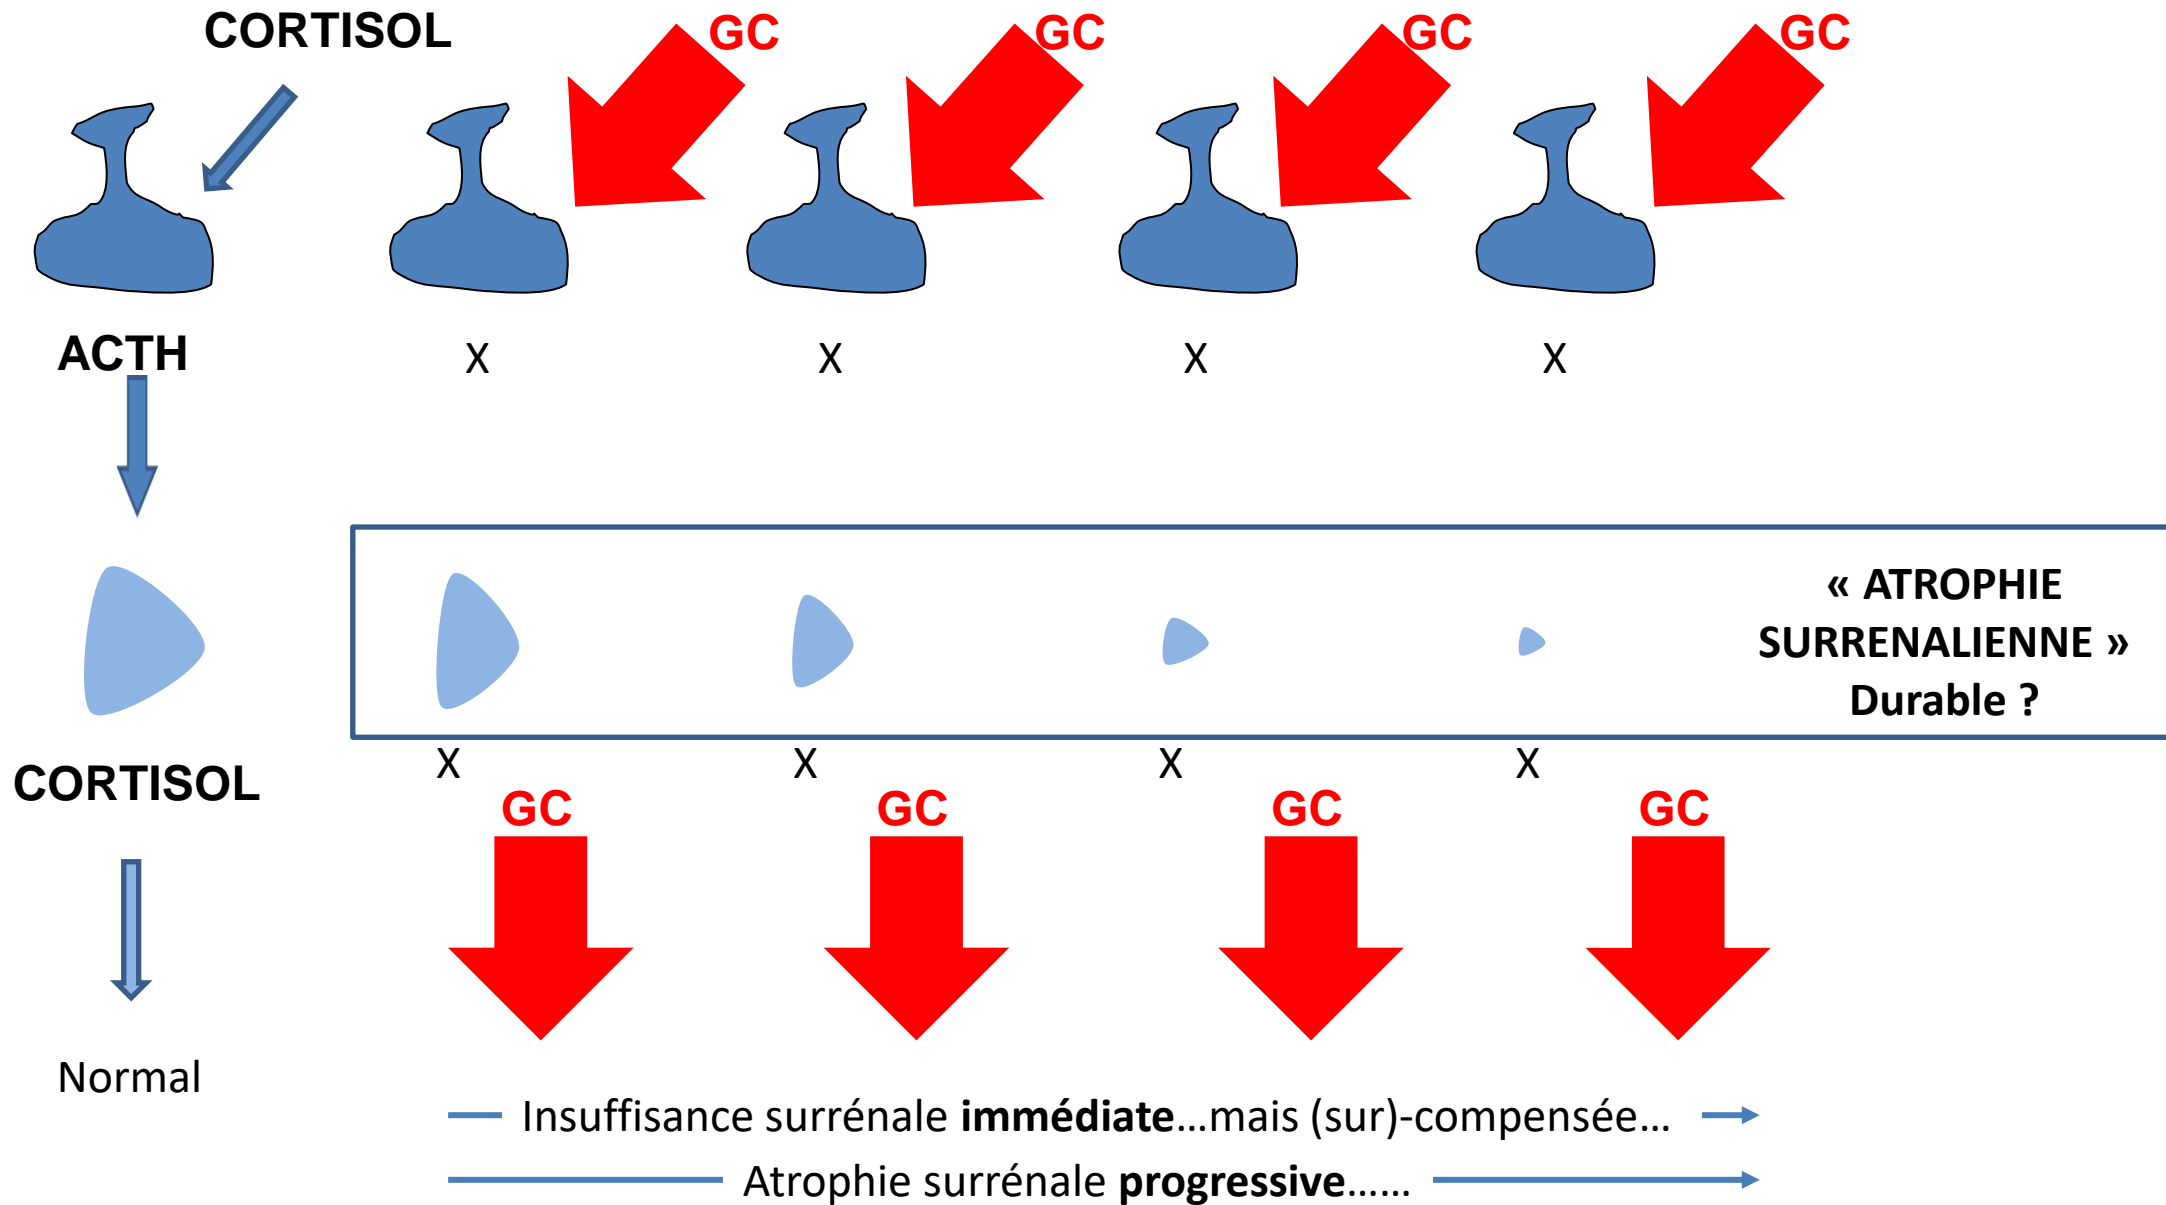 CORTISOL
GC GC GC GC
ACTH
X X X X
« ATROPHIE
SURRENALIENNE »
Durable ?
X X X X
CORTISOL
GC GC GC GC
Normal
Insuffisance surrénale immédiate...mais (sur)-compensée...
Atrophie surrénale progressive......